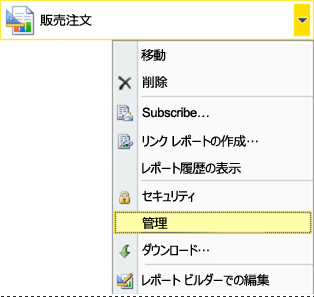 販売注文
移動
削除
Subscribe...
リンク レポートの作成...
レポート履歴の表示
セキュリティ
管理
ダウンロード...
レポート ビルダーでの編集